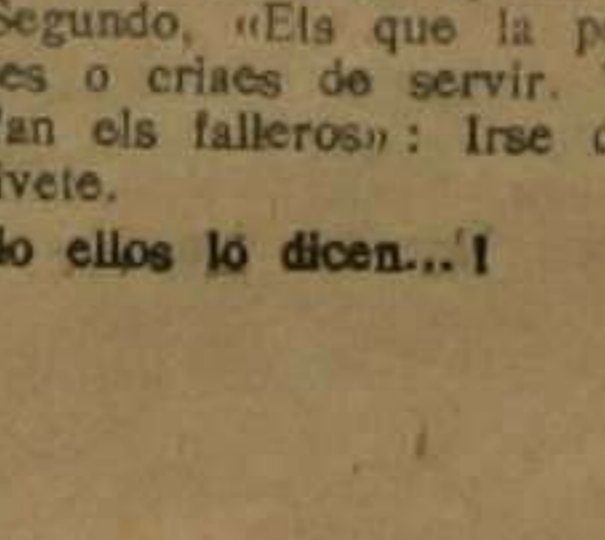 Segundo, «Els que la p
es o criaes de servir.
an els falleros»: Irse
ivete.
lo ellos lo dicen...!